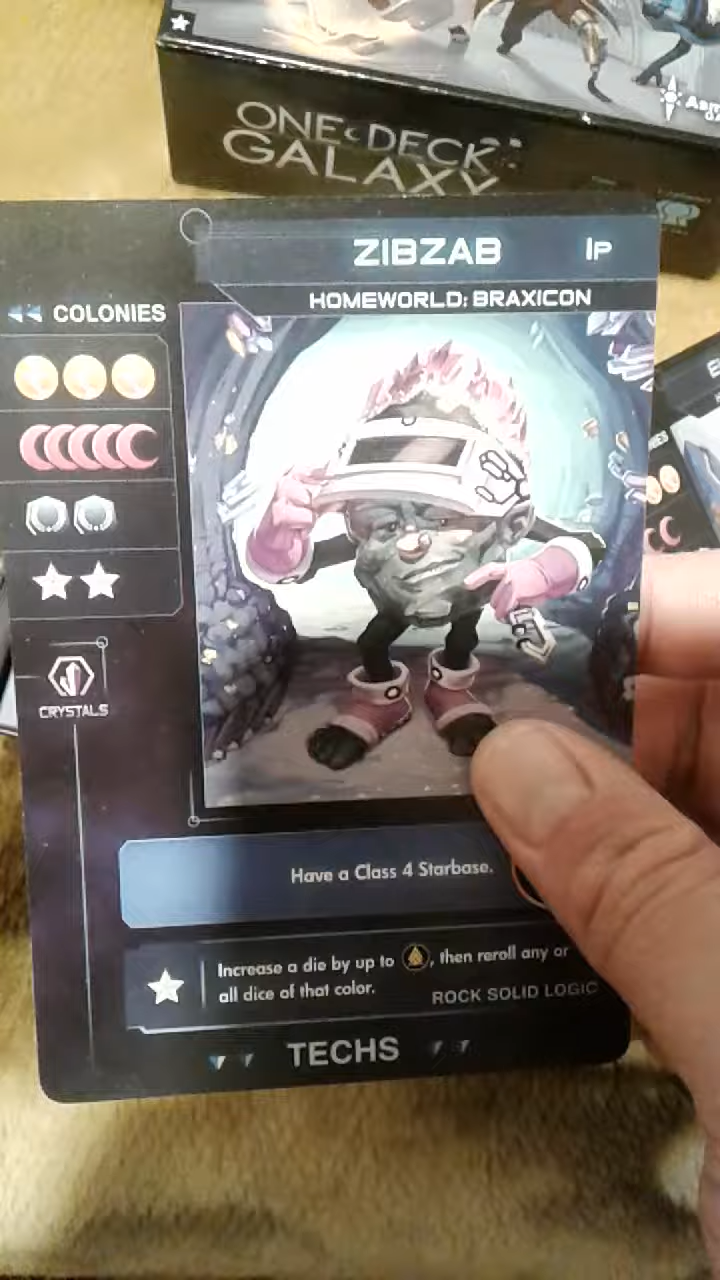 ONE DECK
GALAXY
ZIBZAB 1P
HOMEWORLD: BRAXICON
COLONIES
CRYSTALS
Have a Class 4 Starbase.
Increase a die by up to , then reroll any or
all dice of that color.
ROCK SOLID LOGIC
TECHS